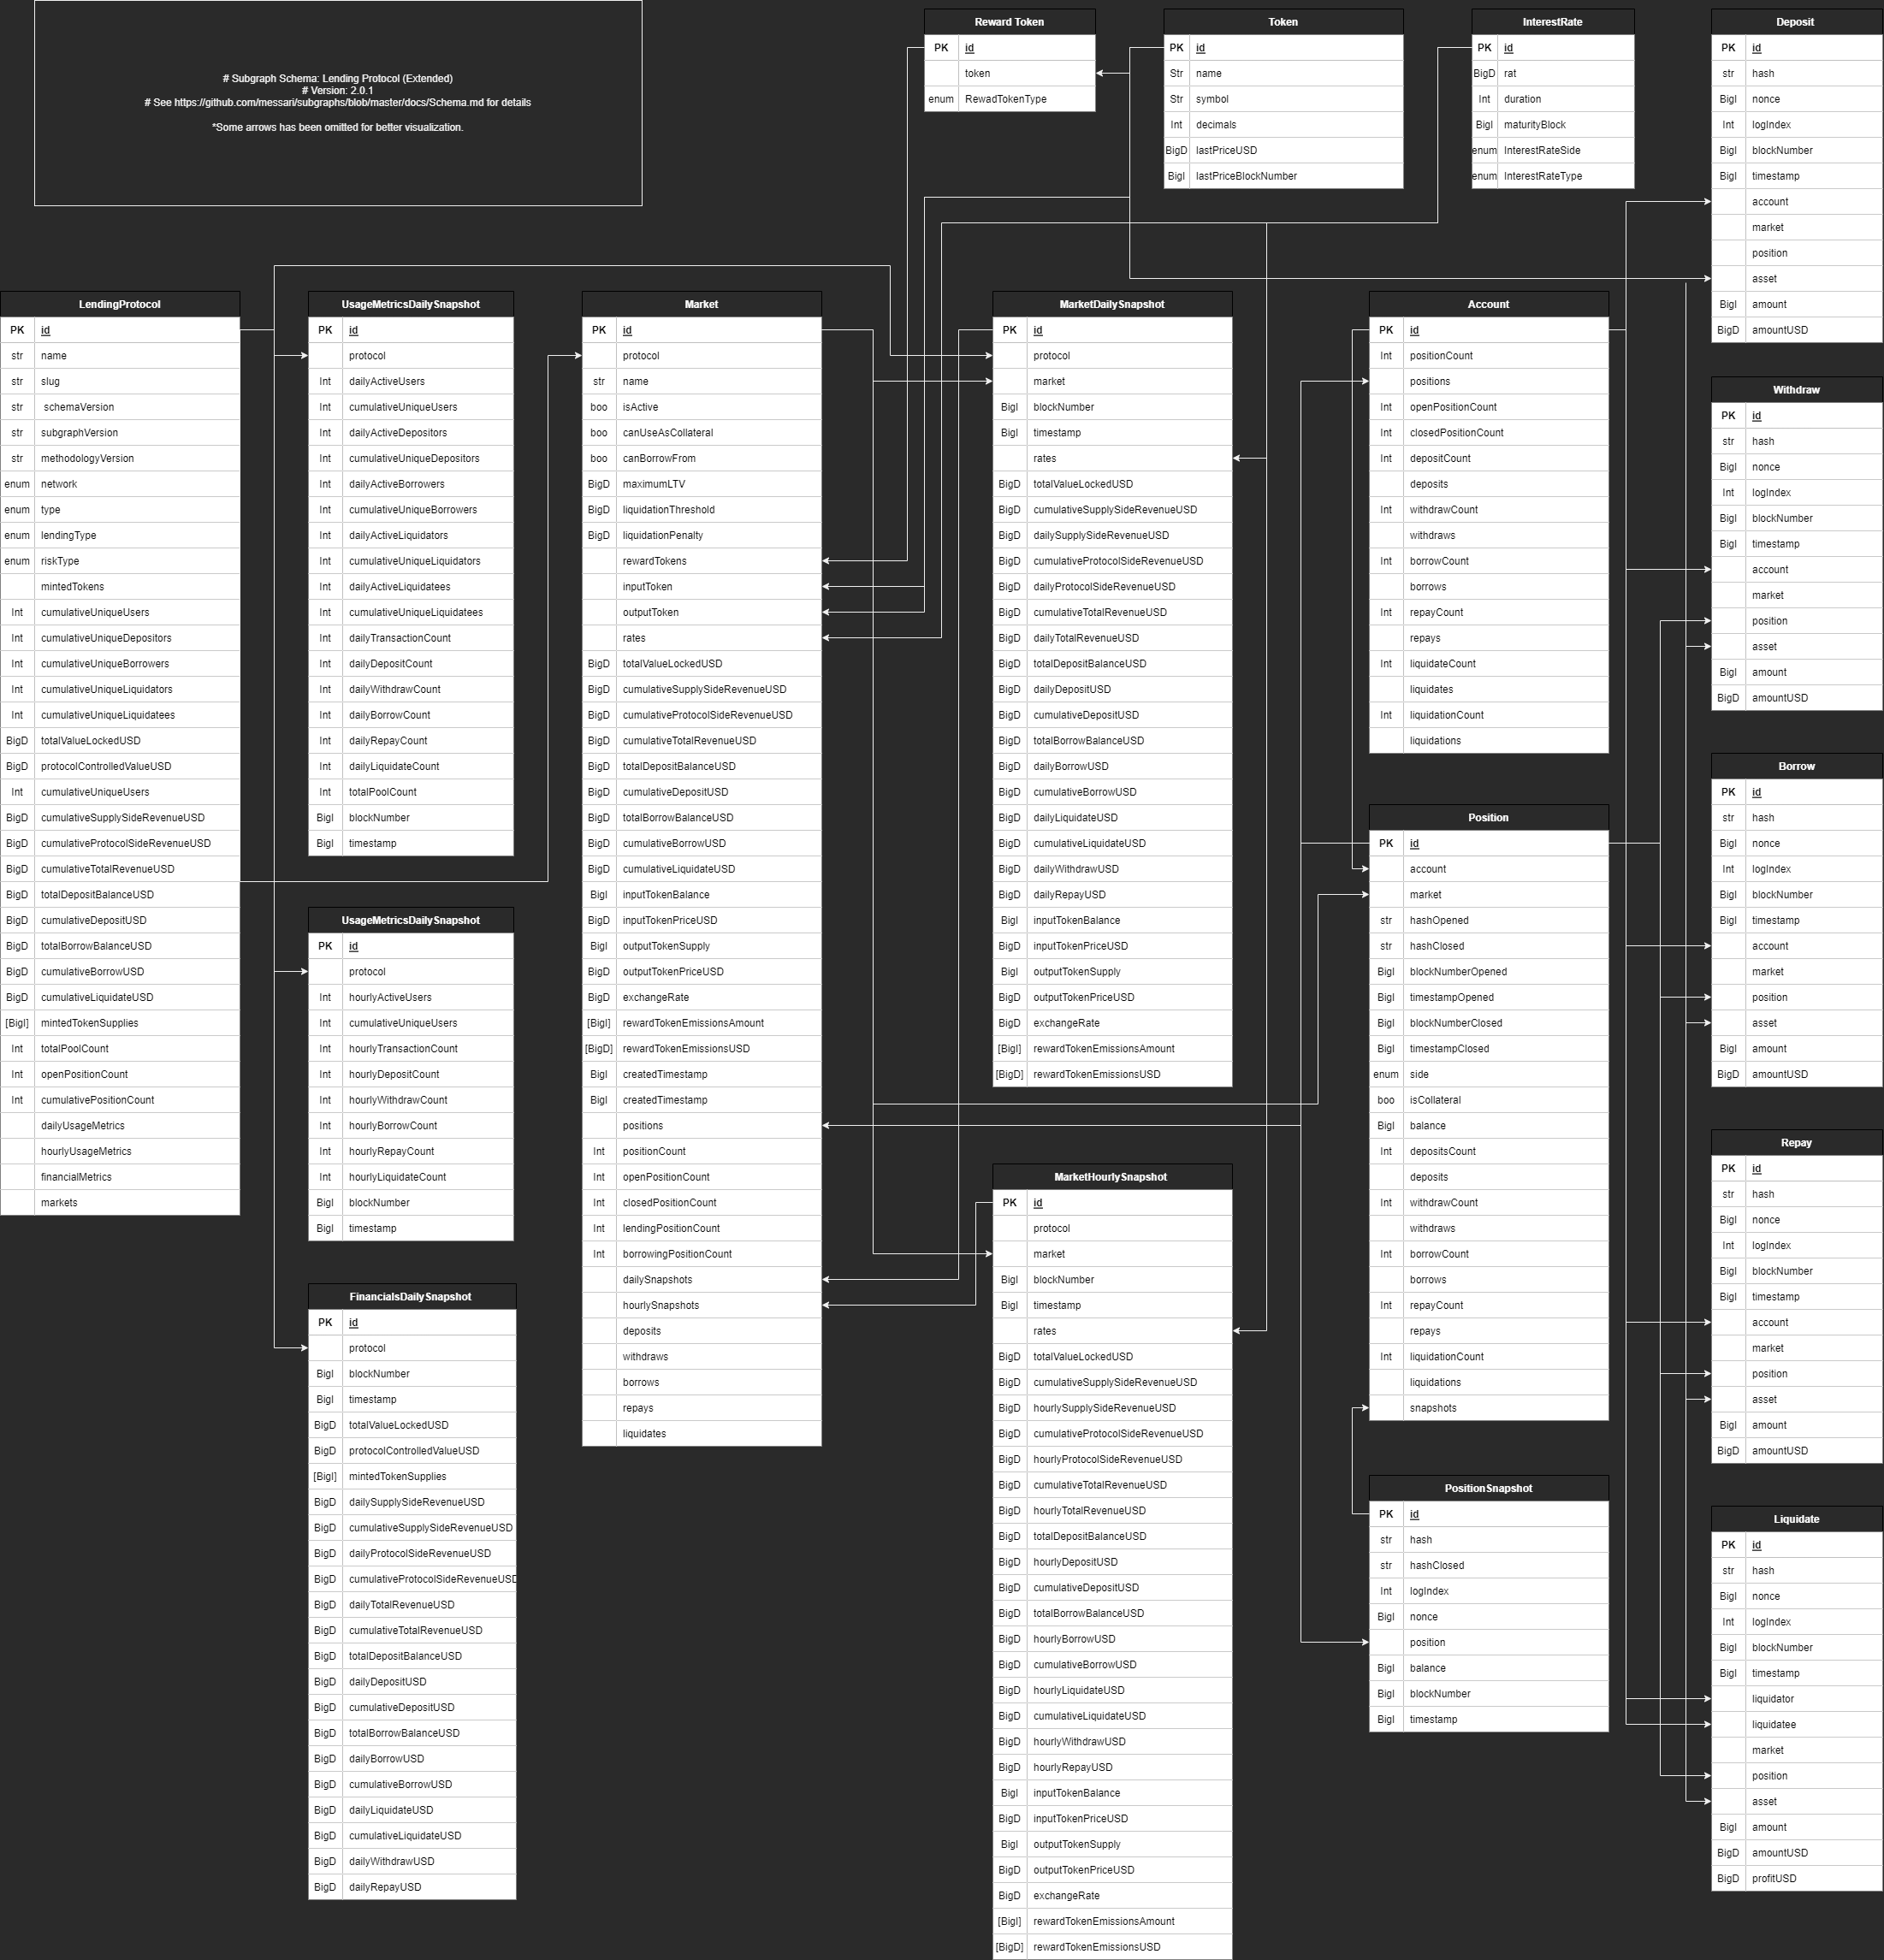 # Subgraph Schema: Lending Protocol (Extended)
# Version: 2.0.1
# See https://github.com/messari/subgraphs/blob/master/docs/Schema.md for details
*Some arrows has been omitted for better visualization.
Reward Token
PK id
token
enum RewadTokenType
Token
PK id
Str name
Str symbol
Int decimals
BigD lastPriceUSD
BigI lastPriceBlockNumber
InterestRate
PK id
BigD rat
Int duration
BigI maturityBlock
enum InterestRateSide
enum InterestRateType
Deposit
PK id
str hash
BigI nonce
Int logIndex
BigI blockNumber
BigI timestamp
account
market
position
asset
BigI amount
BigD amountUSD
LendingProtocol
PK id
str name
str slug
str schemaVersion
str subgraphVersion
str methodologyVersion
enum network
enum type
enum lendingType
enum riskType
mintedTokens
Int cumulativeUniqueUsers
Int cumulativeUniqueDepositors
Int cumulativeUniqueBorrowers
Int cumulativeUniqueLiquidators
Int cumulativeUniqueLiquidatees
BigD totalValueLockedUSD
BigD protocolControlledValueUSD
Int cumulativeUniqueUsers
BigD cumulativeSupplySideRevenueUSD
BigD cumulativeProtocolSideRevenueUSD
BigD cumulativeTotalRevenueUSD
BigD totalDepositBalanceUSD
BigD cumulativeDepositUSD
BigD totalBorrowBalanceUSD
BigD cumulativeBorrowUSD
BigD cumulativeLiquidateUSD
[BigI] mintedTokenSupplies
Int totalPoolCount
Int openPositionCount
Int cumulativePositionCount
dailyUsageMetrics
hourlyUsageMetrics
financialMetrics
markets
UsageMetricsDailySnapshot
PK id
protocol
Int dailyActiveUsers
Int cumulativeUniqueUsers
Int dailyActiveDepositors
Int cumulativeUniqueDepositors
Int dailyActiveBorrowers
Int cumulativeUniqueBorrowers
Int dailyActiveLiquidators
Int cumulativeUniqueLiquidators
Int dailyActiveLiquidatees
Int cumulativeUniqueLiquidatees
Int dailyTransactionCount
Int dailyDepositCount
Int dailyWithdrawCount
Int dailyBorrowCount
Int dailyRepayCount
Int dailyLiquidateCount
Int totalPoolCount
BigI blockNumber
BigI timestamp
UsageMetricsDailySnapshot
PK id
protocol
Int hourlyActiveUsers
Int cumulativeUniqueUsers
Int hourlyTransactionCount
Int hourlyDepositCount
Int hourlyWithdrawCount
Int hourlyBorrowCount
Int hourlyRepayCount
Int hourlyLiquidateCount
BigI blockNumber
BigI timestamp
FinancialsDailySnapshot
PK id
protocol
BigI blockNumber
BigI timestamp
BigD totalValueLockedUSD
BigD protocolControlledValueUSD
[BigI] mintedTokenSupplies
BigD dailySupplySideRevenueUSD
BigD cumulativeSupplySideRevenueUSD
BigD dailyProtocolSideRevenueUSD
BigD cumulativeProtocolSideRevenueUSD
BigD dailyTotalRevenueUSD
BigD cumulativeTotalRevenueUSD
BigD totalDepositBalanceUSD
BigD dailyDepositUSD
BigD cumulativeDepositUSD
BigD totalBorrowBalanceUSD
BigD dailyBorrowUSD
BigD cumulativeBorrowUSD
BigD dailyLiquidateUSD
BigD cumulativeLiquidateUSD
BigD dailyWithdrawUSD
BigD dailyRepayUSD
Market
PK id
protocol
str name
boo isActive
boo canUseAsCollateral
boo canBorrowFrom
BigD maximumLTV
BigD liquidationThreshold
BigD liquidationPenalty
rewardTokens
inputToken
outputToken
rates
BigD totalValueLockedUSD
BigD cumulativeSupplySideRevenueUSD
BigD cumulativeProtocolSideRevenueUSD
BigD cumulativeTotalRevenueUSD
BigD totalDepositBalanceUSD
BigD cumulativeDepositUSD
BigD totalBorrowBalanceUSD
BigD cumulativeBorrowUSD
BigD cumulativeLiquidateUSD
BigI inputTokenBalance
BigD inputTokenPriceUSD
BigI outputTokenSupply
BigD outputTokenPriceUSD
BigD exchangeRate
[BigI] rewardTokenEmissionsAmount
[BigD] rewardTokenEmissionsUSD
BigI createdTimestamp
BigI createdTimestamp
positions
Int positionCount
Int openPositionCount
Int closedPositionCount
Int lendingPositionCount
Int borrowingPositionCount
dailySnapshots
hourlySnapshots
deposits
withdraws
borrows
repays
liquidates
MarketDailySnapshot
PK id
protocol
market
BigI blockNumber
BigI timestamp
rates
BigD totalValueLockedUSD
BigD cumulativeSupplySideRevenueUSD
BigD dailySupplySideRevenueUSD
BigD cumulativeProtocolSideRevenueUSD
BigD dailyProtocolSideRevenueUSD
BigD cumulativeTotalRevenueUSD
BigD dailyTotalRevenueUSD
BigD totalDepositBalanceUSD
BigD dailyDepositUSD
BigD cumulativeDepositUSD
BigD totalBorrowBalanceUSD
BigD dailyBorrowUSD
BigD cumulativeBorrowUSD
BigD dailyLiquidateUSD
BigD cumulativeLiquidateUSD
BigD dailyWithdrawUSD
BigD dailyRepayUSD
BigI inputTokenBalance
BigD inputTokenPriceUSD
BigI outputTokenSupply
BigD outputTokenPriceUSD
BigD exchangeRate
[BigI] rewardTokenEmissionsAmount
[BigD] rewardTokenEmissionsUSD
MarketHourlySnapshot
PK id
protocol
market
BigI blockNumber
BigI timestamp
rates
BigD totalValueLockedUSD
BigD cumulativeSupplySideRevenueUSD
BigD hourlySupplySideRevenueUSD
BigD cumulativeProtocolSideRevenueUSD
BigD hourlyProtocolSideRevenueUSD
BigD cumulativeTotalRevenueUSD
BigD hourlyTotalRevenueUSD
BigD totalDepositBalanceUSD
BigD hourlyDepositUSD
BigD cumulativeDepositUSD
BigD totalBorrowBalanceUSD
BigD hourlyBorrowUSD
BigD cumulativeBorrowUSD
BigD hourlyLiquidateUSD
BigD cumulativeLiquidateUSD
BigD hourlyWithdrawUSD
BigD hourlyRepayUSD
BigI inputTokenBalance
BigD inputTokenPriceUSD
BigI outputTokenSupply
BigD outputTokenPriceUSD
BigD exchangeRate
[BigI] rewardTokenEmissionsAmount
[BigD] rewardTokenEmissionsUSD
Account
PK id
Int positionCount
positions
Int openPositionCount
Int closedPositionCount
Int depositCount
deposits
Int withdrawCount
withdraws
Int borrowCount
borrows
Int repayCount
repays
Int liquidateCount
liquidates
Int liquidationCount
liquidations
Position
PK id
account
market
str hashOpened
str hashClosed
BigI blockNumberOpened
BigI timestampOpened
BigI blockNumberClosed
BigI timestampClosed
enum side
boo isCollateral
BigI balance
Int depositsCount
deposits
Int withdrawCount
withdraws
Int borrowCount
borrows
Int repayCount
repays
Int liquidationCount
liquidations
snapshots
PositionSnapshot
PK id
str hash
str hashClosed
Int logIndex
BigI nonce
position
BigI balance
BigI blockNumber
BigI timestamp
Withdraw
PK id
str hash
BigI nonce
Int logIndex
BigI blockNumber
BigI timestamp
account
market
position
asset
BigI amount
BigD amountUSD
Borrow
PK id
str hash
BigI nonce
Int logIndex
BigI blockNumber
BigI timestamp
account
market
position
asset
BigI amount
BigD amountUSD
Repay
PK id
str hash
BigI nonce
Int logIndex
BigI blockNumber
BigI timestamp
account
market
position
asset
BigI amount
BigD amountUSD
Liquidate
PK id
str hash
BigI nonce
Int logIndex
BigI blockNumber
BigI timestamp
liquidator
liquidatee
market
position
asset
BigI amount
BigD amountUSD
BigD profitUSD